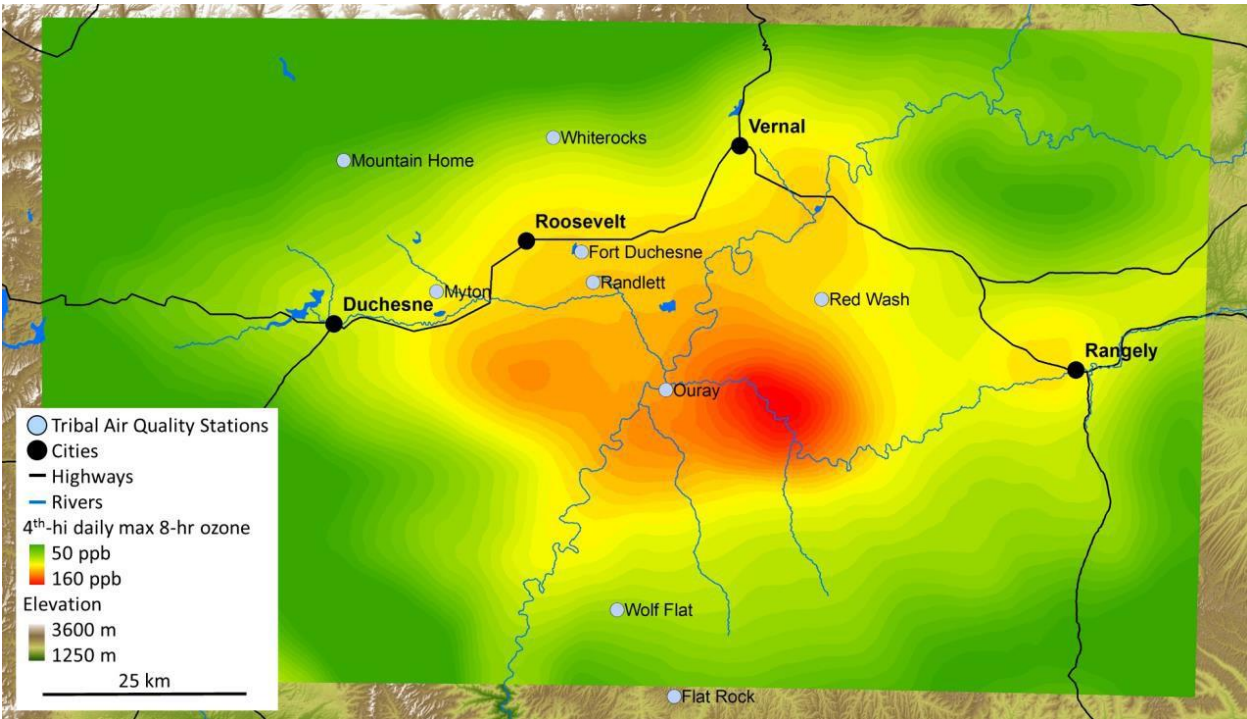 Vernal
Whiterocks
Mountain Home
Roosevelt
Fort Duchesne
Randlett
Myton
Red Wash
Duchesne
Rangely
Ouray
Tribal Air Quality Stations
Cities
Highways
Rivers
4th-hi daily max 8-hr ozone
50 ppb
160 ppb
Elevation
3600 m
1250 m
25 km
Wolf Flat
Flat Rock